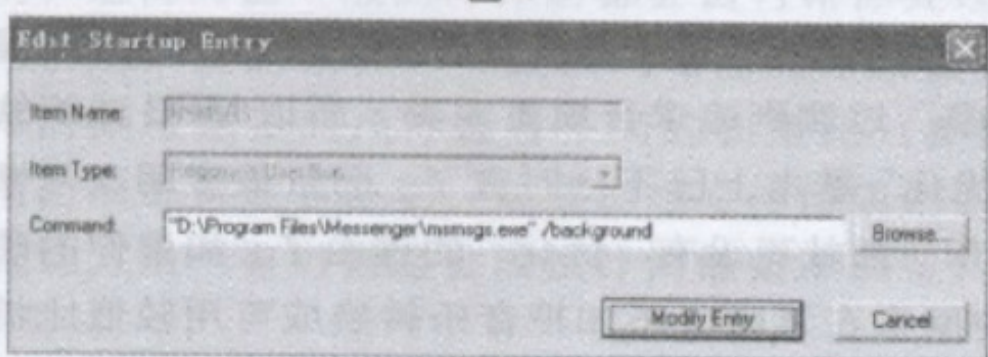 Edit Startup Entry
Item Name:
Item Type:
Command: "D:\Program Files\Messenger\msmsgs.exe" /background Browse...
Modify Entry Cancel